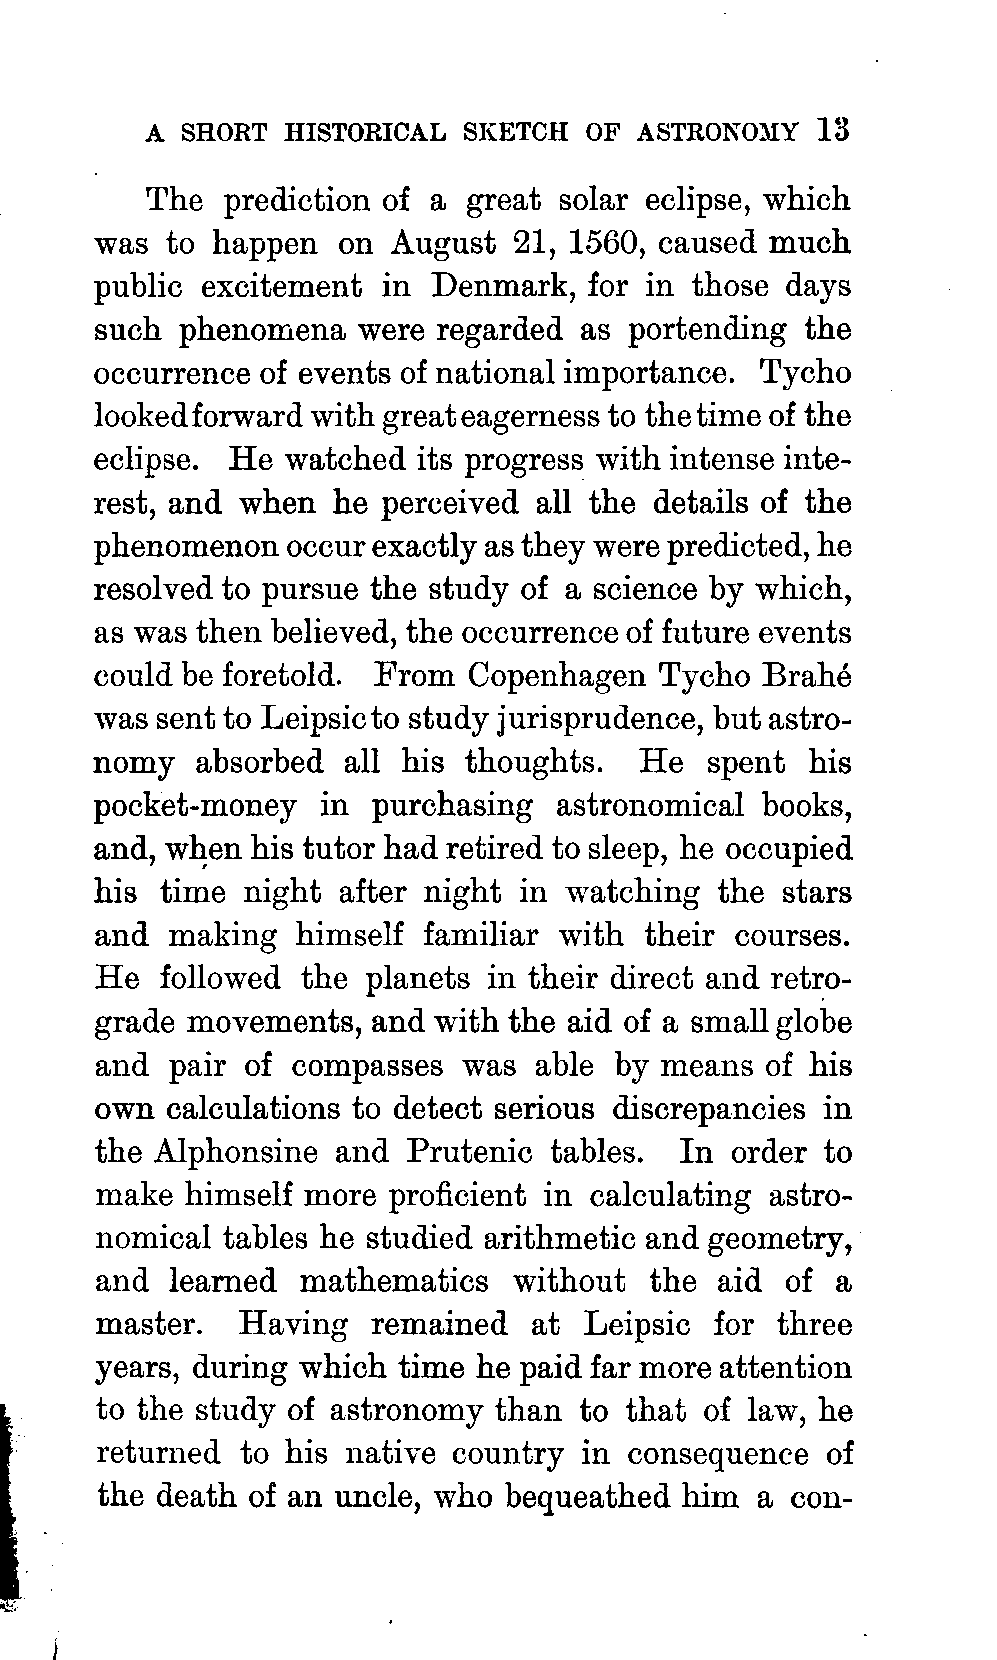 A SHORT HISTORICAL SKETCH OF ASTRONOMY 13
The prediction of a great solar eclipse, which
was to happen on August 21, 1560, caused much
public excitement in Denmark, for in those days
such phenomena were regarded as portending the
occurrence of events of national importance. Tycho
looked forward with great eagerness to the time of the
eclipse. He watched its progress with intense inte-
rest, and when he perceived all the details of the
phenomenon occur exactly as they were predicted, he
resolved to pursue the study of a science by which,
as was then believed, the occurrence of future events
could be foretold. From Copenhagen Tycho Brahé
was sent to Leipsic to study jurisprudence, but astro-
nomy absorbed all his thoughts. He spent his
pocket-money in purchasing astronomical books,
and, when his tutor had retired to sleep, he occupied
his time night after night in watching the stars
and making himself familiar with their courses.
He followed the planets in their direct and retro-
grade movements, and with the aid of a small globe
and pair of compasses was able by means of his
own calculations to detect serious discrepancies in
the Alphonsine and Prutenic tables. In order to
make himself more proficient in calculating astro-
nomical tables he studied arithmetic and geometry,
and learned mathematics without the aid of a
master. Having remained at Leipsic for three
years, during which time he paid far more attention
to the study of astronomy than to that of law, he
returned to his native country in consequence of
the death of an uncle, who bequeathed him a con-